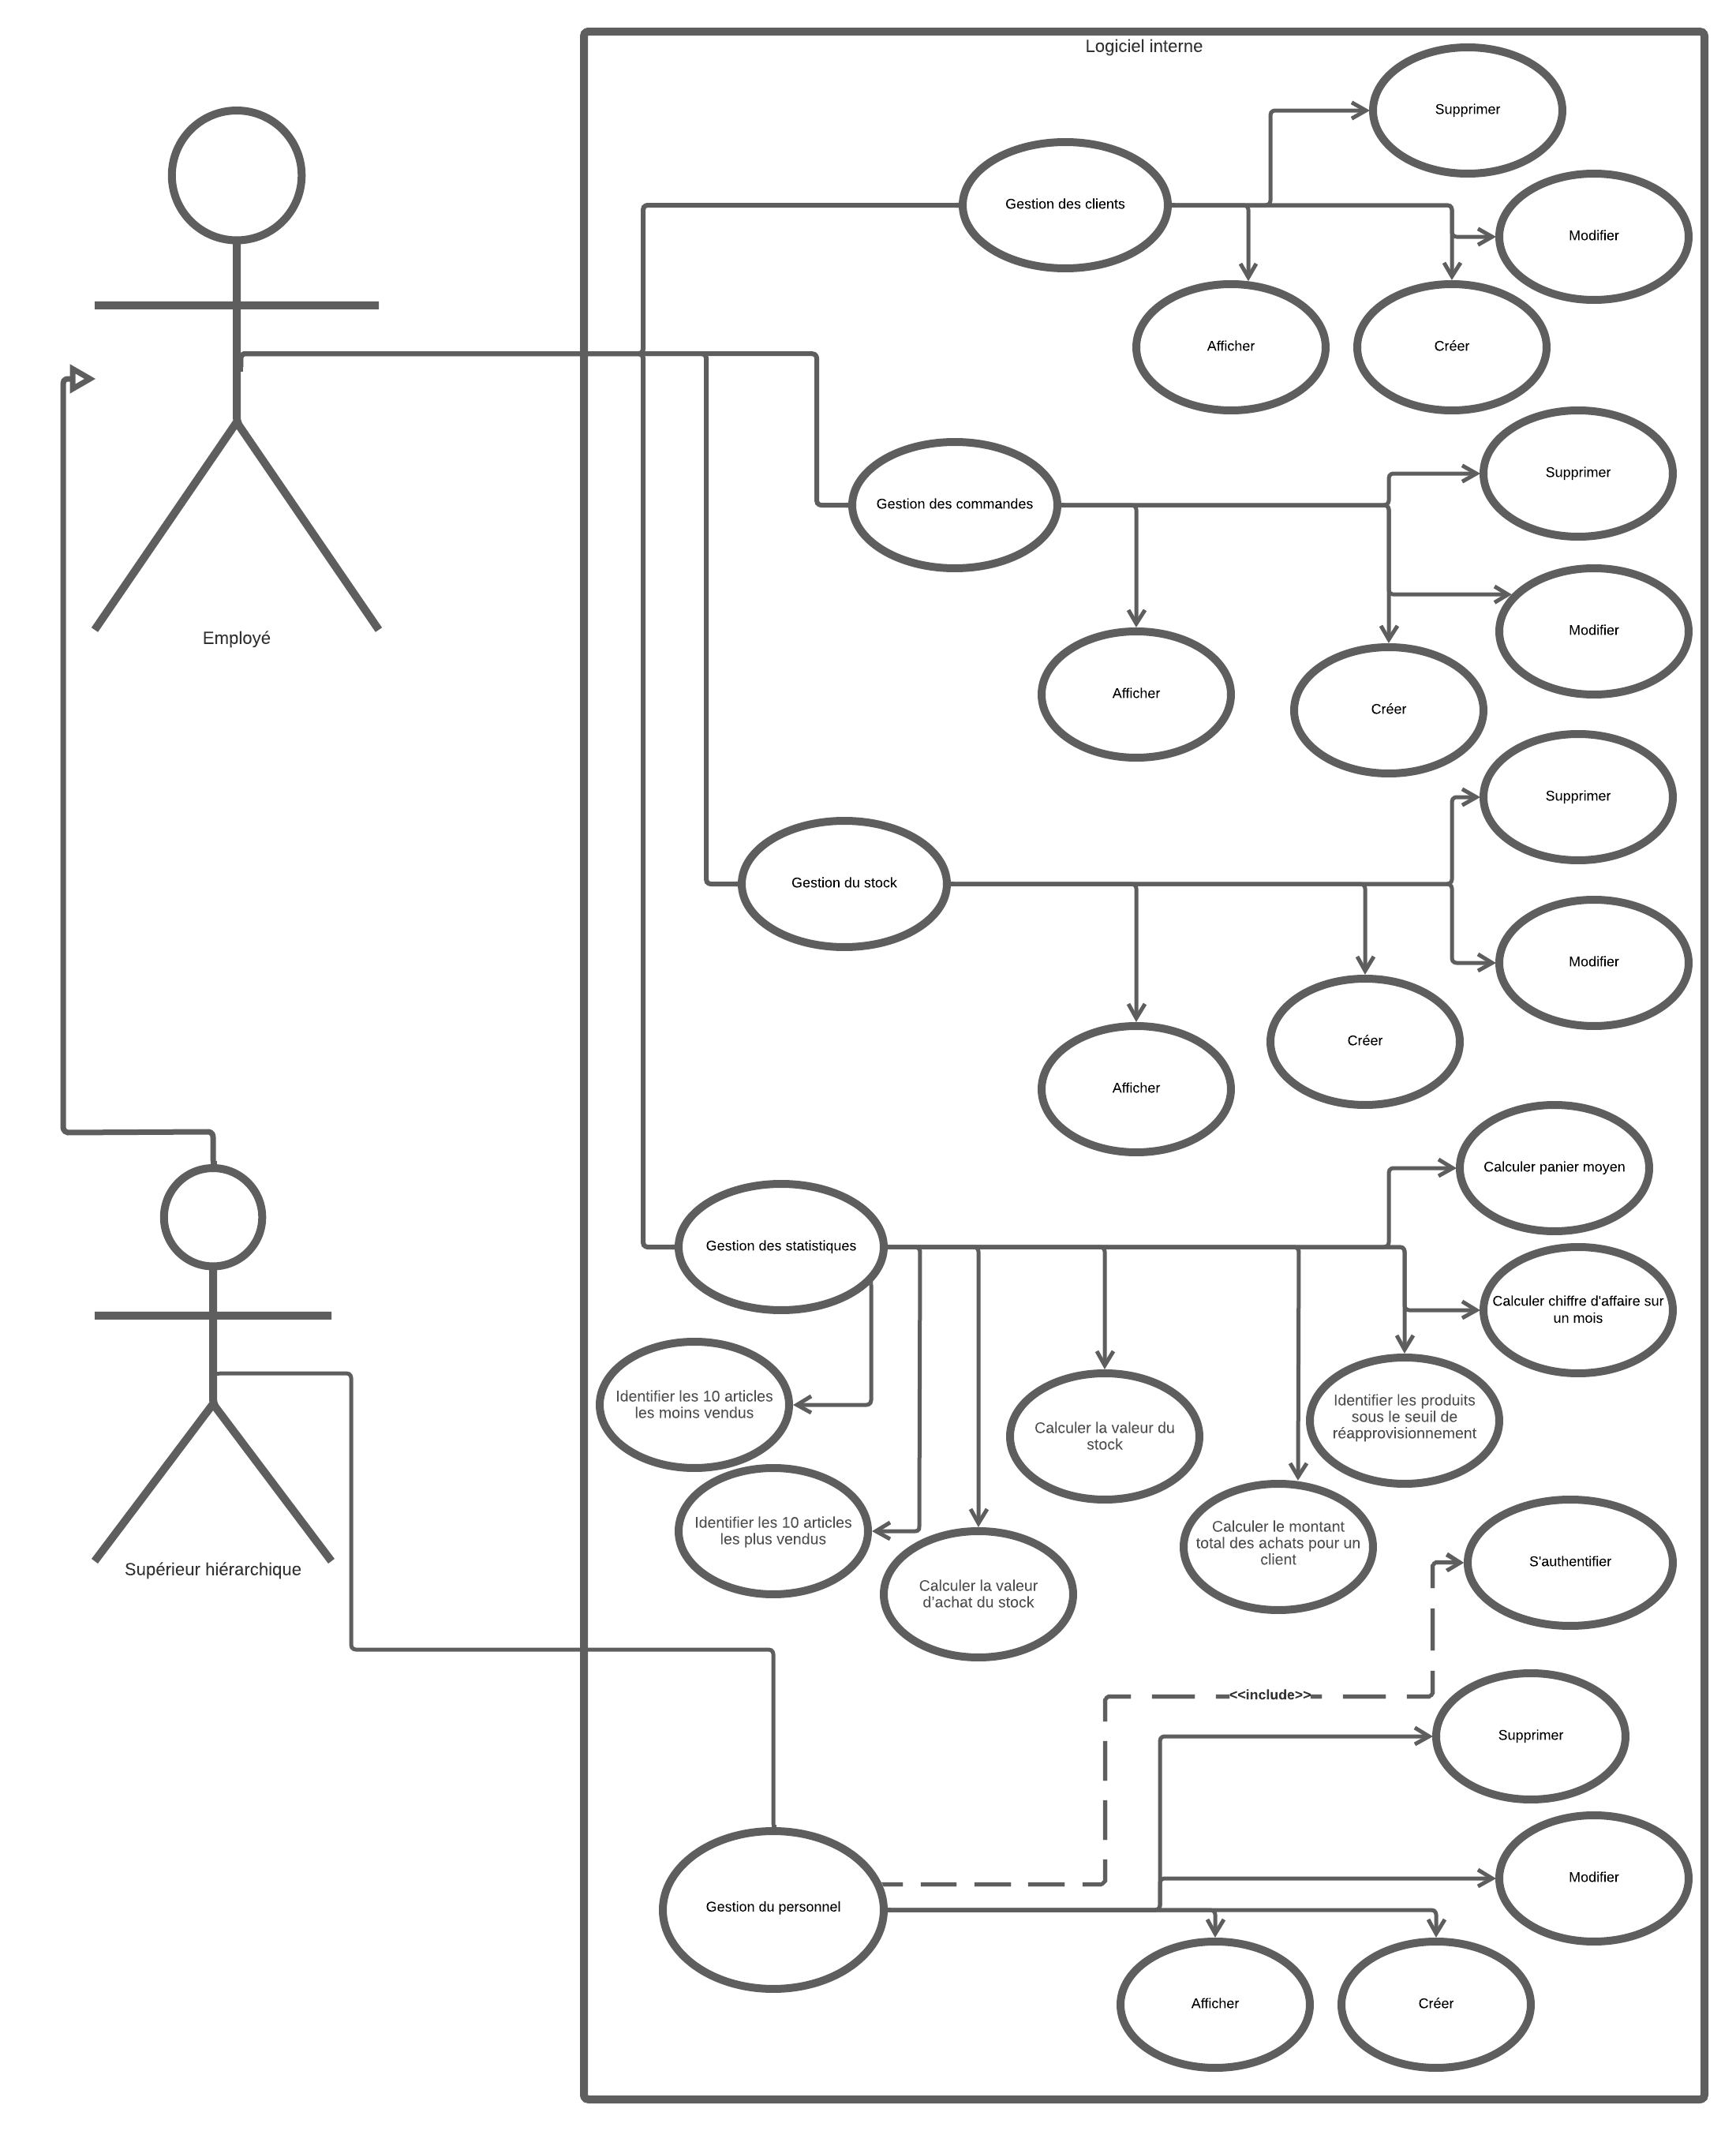 Logiciel interne
Supprimer
Gestion des clients
Modifier
Afficher
Créer
Supprimer
Gestion des commandes
Modifier
Employé
Afficher
Créer
Supprimer
Gestion du stock
Modifier
Créer
Afficher
Calculer panier moyen
Gestion des statistiques
Calculer chiffre d'affaire sur
un mois
Identifier les 10 articles
les moins vendus
Identifier les produits
sous le seuil de
réapprovisionnement
Calculer la valeur du
stock
Identifier les 10 articles
les plus vendus
Calculer le montant
total des achats pour un
client
S'authentifier
Supérieur hiérarchique
Calculer la valeur
d'achat du stock
<<include>>
Supprimer
Modifier
Gestion du personnel
Afficher
Créer